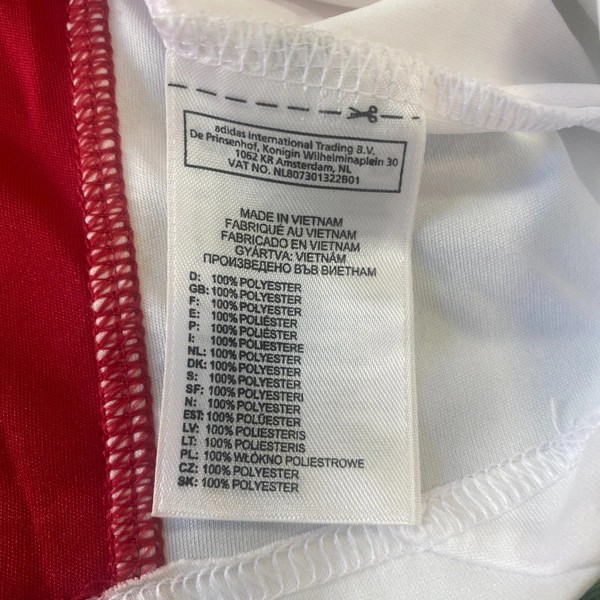 adidas International Trading B.V.
De Prinsenhof, Konigin Wilhelminaplein 30
1062 KR Amsterdam, NL
VAT NO. NL807301322B01
MADE IN VIETNAM
FABRIQUÉ AU VIETNAM
FABRICADO EN VIETNAM
GYÁRTVA: VIETNÁM
ПРОИЗВЕДЕНО ВЪВ ВИЕТНАМ
D: 100% POLYESTER
GB: 100% POLYESTER
F: 100% POLYESTER
E: 100% POLIÉSTER
P: 100% POLIÉSTER
I: 100% POLIESTERE
NL: 100% POLYESTER
DK: 100% POLYESTER
S: 100% POLYESTER
SF: 100% POLYESTERI
N: 100% POLYESTER
EST: 100% POLÜESTER
LV: 100% POLIESTERIS
LT: 100% POLIESTERIS
PL: 100% WŁÓKNO POLIESTROWE
CZ: 100% POLYESTER
SK: 100% POLYESTER